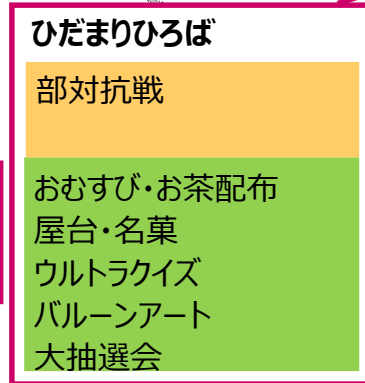 ひだまりひろば
部対抗戦
おむすび・お茶配布
屋台・名菓
ウルトラクイズ
バルーンアート
大抽選会